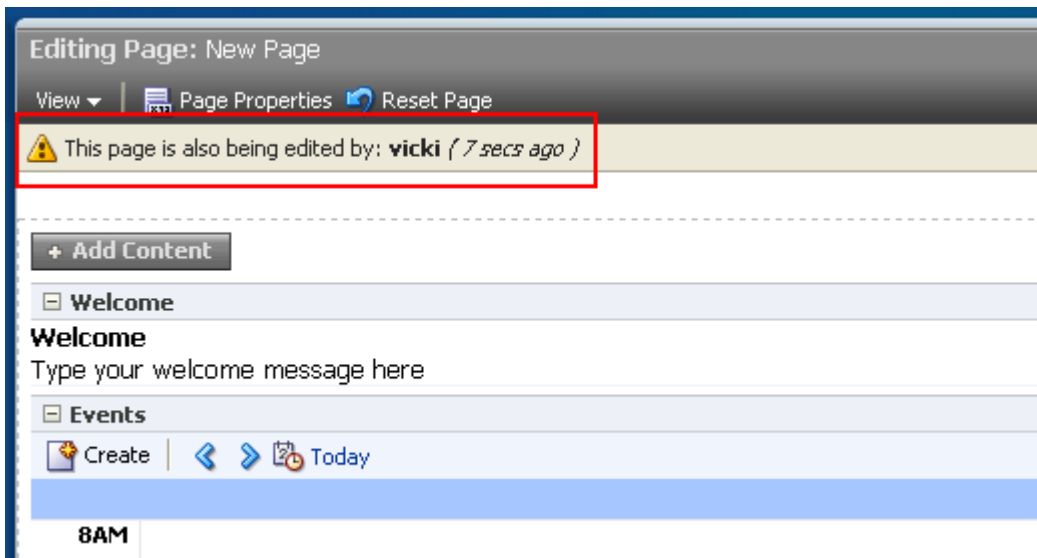 Editing Page: New Page
View Page Properties Reset Page
This page is also being edited by: vicki ( 7 secs ago )
+ Add Content
Welcome
Welcome
Type your welcome message here
Events
Create Today
8AM